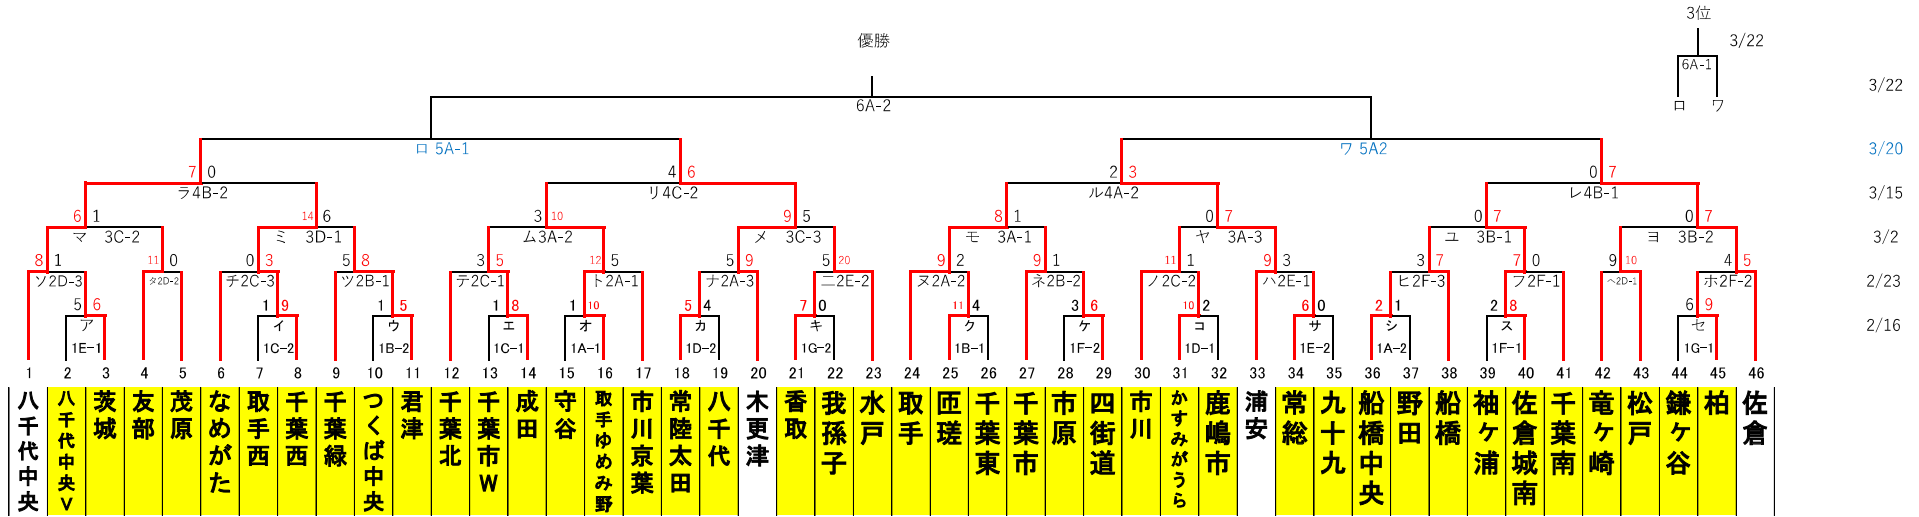 3位
優勝
3/22
6A-1
3/22
6A-2
ロ ワ
ロ 5A-1
ワ 5A2
3/20
7 0
4 6
2 3
0 7
ラ4B-2
リ4C-2
ル4A-2
レ4B-1
3/15
6 1
14 6
3 10
9 5
8 1
0 7
0 7
0 7
マ 3C-2
ミ 3D-1
ム3A-2
メ 3C-3
モ 3A-1
ヤ 3A-3
ユ 3B-1
ヨ 3B-2
3/2
8 1
11 0
0 3
5 8
3 5
12 5
5 9
5 20
9 2
9 1
11 1
9 3
3 7
7 0
9 10
4 5
ソ2D-3
タ2D-2
チ2C-3
ツ2B-1
テ2C-1
ト2A-1
ナ2A-3
ニ2E-2
ヌ2A-2
ネ2B-2
ノ2C-2
ハ2E-1
ヒ2F-3
フ2F-1
ヘ2D-1
ホ2F-2
2/23
5 6
1 9
1 5
1 8
1 10
5 4
7 0
11 4
3 6
10 2
6 0
2 1
2 8
6 9
ア イ ウ エ オ カ キ ク ケ コ サ シ ス セ
2/16
1E-1 1C-2 1B-2 1C-1 1A-1 1D-2 1G-2 1B-1 1F-2 1D-1 1E-2 1A-2 1F-1 1G-1
1 2 3 4 5 6 7 8 9 10 11 12 13 14 15 16 17 18 19 20 21 22 23 24 25 26 27 28 29 30 31 32 33 34 35 36 37 38 39 40 41 42 43 44 45 46
八千代中央
八千代中央V
茨城
友部
茂原
なめがた
取手西
千葉西
千葉緑
つくば中央
君津
千葉北
千葉市W
成田
守谷
取手ゆめみ野
市川京葉
常陸太田
八千代
木更津
香取
我孫子
水戸
取手
匝瑳
千葉東
千葉市
市原
四街道
市川
かすみがうら
鹿嶋市
浦安
常総
九十九
船橋中央
野田
船橋
袖ヶ浦
佐倉城南
千葉南
竜ヶ崎
松戸
鎌ヶ谷
柏
佐倉